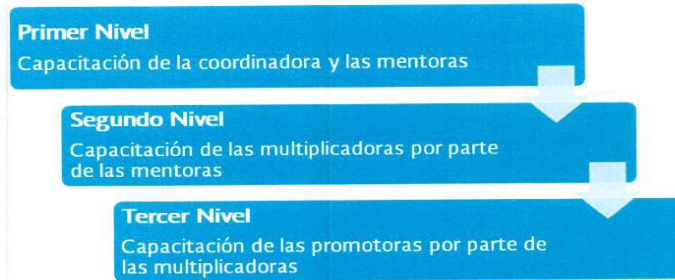 Primer Nivel
Capacitación de la coordinadora y las mentoras
Segundo Nivel
Capacitación de las multiplicadoras por parte
de las mentoras
Tercer Nivel
Capacitación de las promotoras por parte de
las multiplicadoras